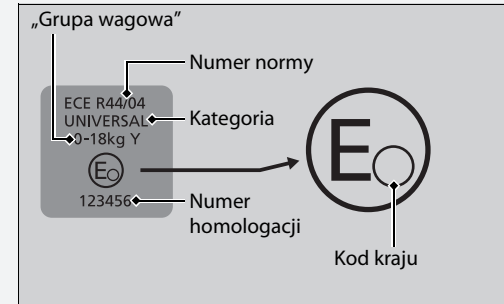 „Grupa wagowa”
Numer normy
ECE R44/04
UNIVERSAL
Kategoria
0-18kg Y
E
E
123456
Numer
homologacji
Kod kraju